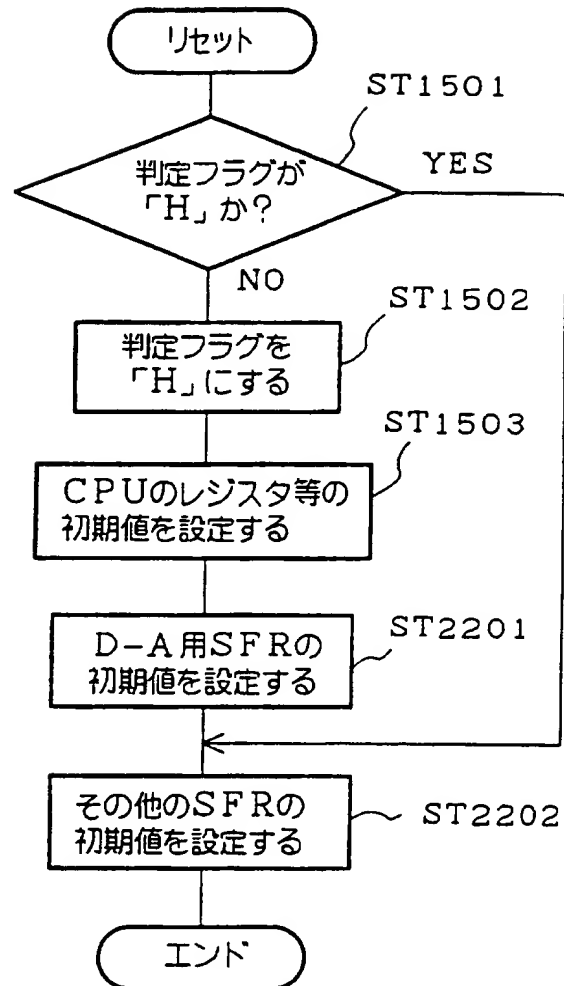 リセット
ST1501
判定フラグが
「H」か?
YES
NO
ST1502
判定フラグを
「H」にする
ST1503
CPUのレジスタ等の
初期値を設定する
ST2201
D-A用SFRの
初期値を設定する
その他のSFRの
初期値を設定する
ST2202
エンド